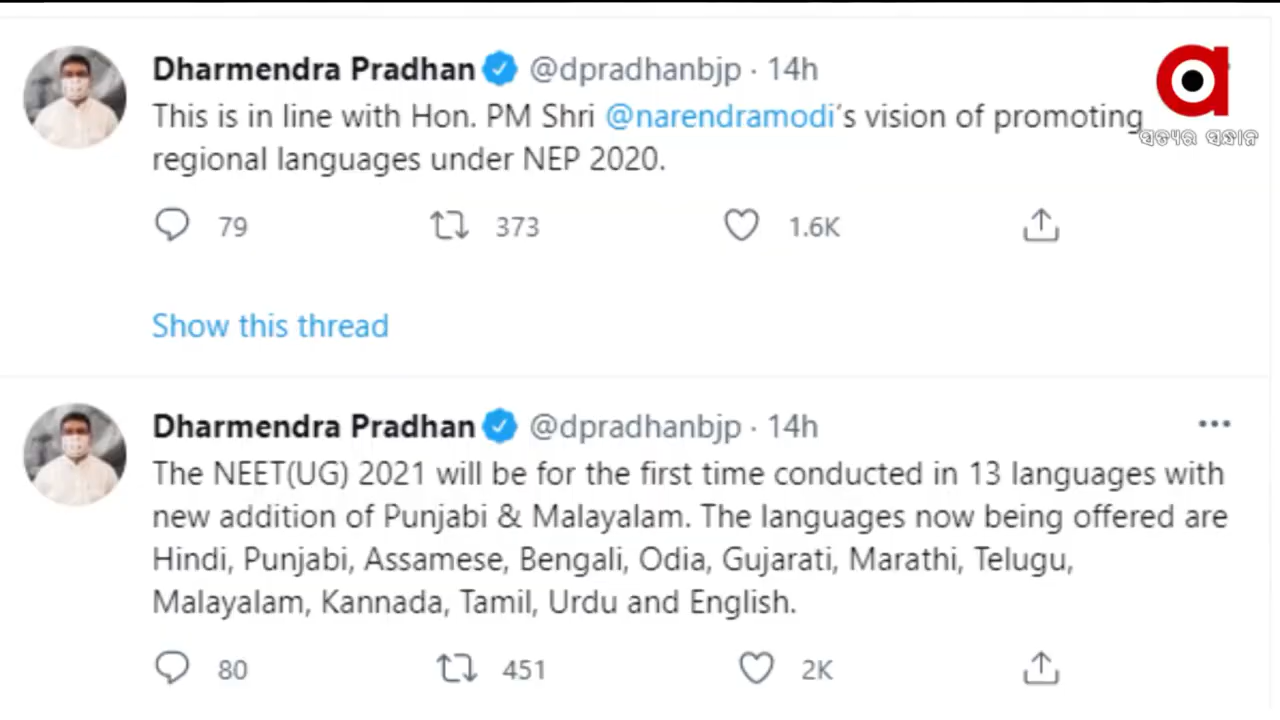 Dharmendra Pradhan @dpradhanbjp · 14h
This is in line with Hon. PM Shri @narendramodi's vision of promoting
regional languages under NEP 2020.
79 373 1.6K
ସତ୍ୟର ସନ୍ଧାନ
Show this thread
Dharmendra Pradhan @dpradhanbjp · 14h
The NEET(UG) 2021 will be for the first time conducted in 13 languages with
new addition of Punjabi & Malayalam. The languages now being offered are
Hindi, Punjabi, Assamese, Bengali, Odia, Gujarati, Marathi, Telugu,
Malayalam, Kannada, Tamil, Urdu and English.
80 451 2K